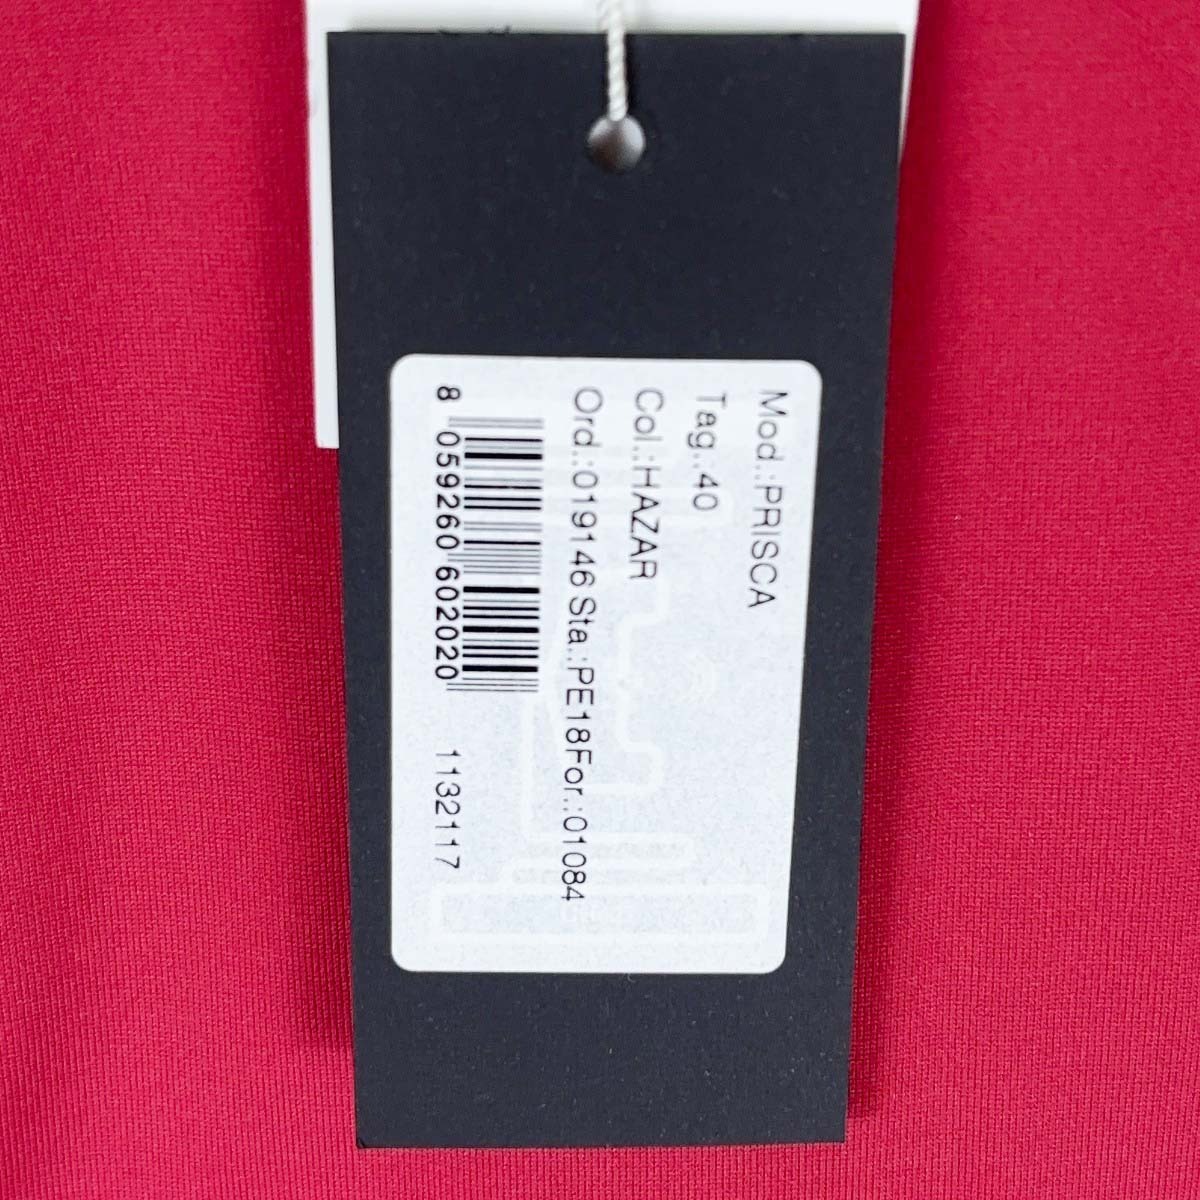 Mod.:PRISCA
Tag.:40
Col.:HAZAR
Ord.:019146 Sta.:PE18For.:01084
8 059260 602020
1132117